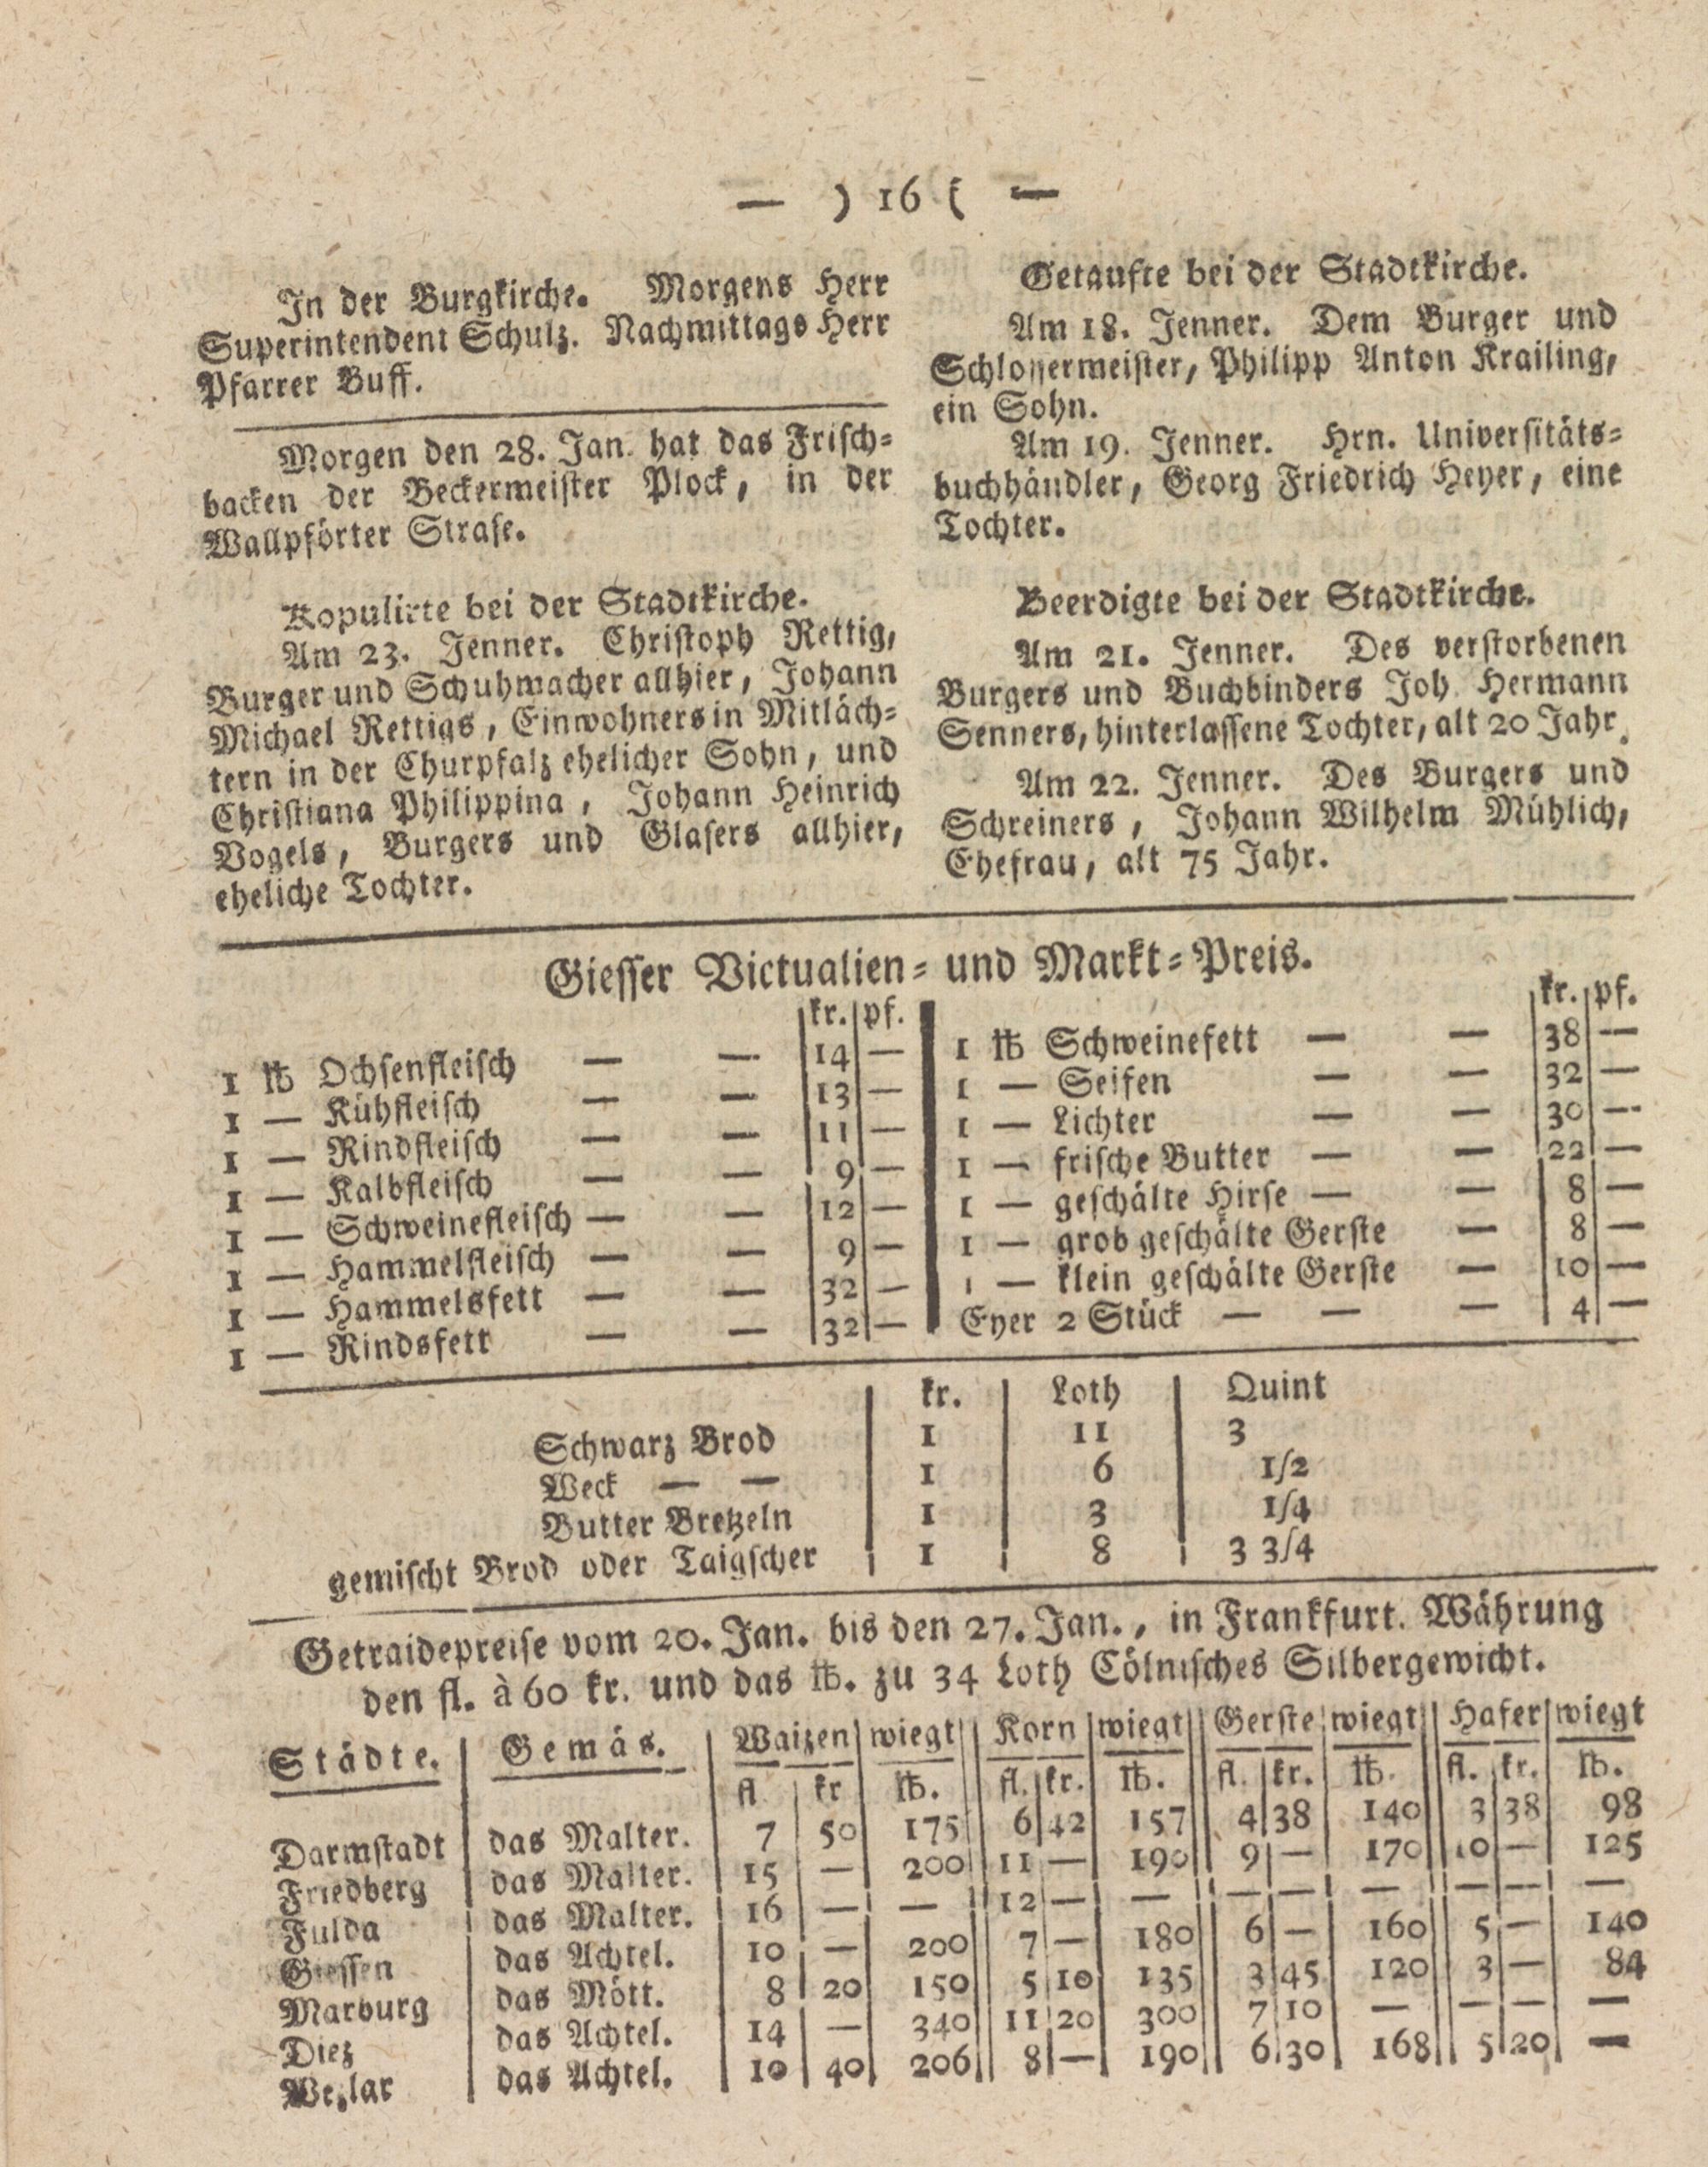 — ) 16 ( —
In der Burgkirche. Morgens Herr
Superintendent Schulz. Nachmittags Herr
Pfarrer Buff.
Morgen den 28. Jan. hat das Frisch-
backen der Beckermeister Plock, in der
Wallpförter Strase.
Kopulirte bei der Stadtkirche.
Am 23. Jenner. Christoph Rettig,
Burger und Schuhmacher allhier, Johann
Michael Rettigs, Einwohners in Mitläch-
tern in der Churpfalz ehelicher Sohn, und
Christiana Philippina, Johann Heinrich
Vogels, Burgers und Glasers allhier,
eheliche Tochter.
Getaufte bei der Stadtkirche.
Am 18. Jenner. Dem Burger und
Schlossermeister, Philipp Anton Krailing,
ein Sohn.
Am 19. Jenner. Hrn. Universitäts-
buchhändler, Georg Friedrich Heyer, eine
Tochter.
Beerdigte bei der Stadtkirche.
Am 21. Jenner. Des verstorbenen
Burgers und Buchbinders Joh. Hermann
Senners, hinterlassene Tochter, alt 20 Jahr.
Am 22. Jenner. Des Burgers und
Schreiners, Johann Wilhelm Mühlich,
Ehefrau, alt 75 Jahr.
Giesser Victualien- und Markt-Preis.
kr. pf.
1 ℔ Ochsenfleisch — — 14 —
1 — Kühfleisch — — 13 —
1 — Rindfleisch — — 11 —
1 — Kalbfleisch — — 9 —
1 — Schweinefleisch — — 12 —
1 — Hammelfleisch — — 9 —
1 — Hammelsfett — — 32 —
1 — Rindsfett — — 32 —
kr. pf.
1 ℔ Schweinefett — — 38 —
1 — Seifen — — 32 —
1 — Lichter — — 30 —
1 — frische Butter — — 22 —
1 — geschälte Hirse — — 8 —
1 — grob geschälte Gerste — 8 —
1 — klein geschälte Gerste — 10 —
Eyer 2 Stück — — — 4 —
kr. Loth Quint
Schwarz Brod 1 11 3
Weck — — 1 6 1/2
Butter Bretzeln 1 3 1/4
gemischt Brod oder Taigscher 1 8 3 3/4
Getraidepreise vom 20. Jan. bis den 27. Jan., in Frankfurt. Währung
den fl. à 60 kr. und das ℔. zu 34 Loth Cölnisches Silbergewicht.
Städte. Gemäs. Waizen wiegt Korn wiegt Gerste wiegt Hafer wiegt
fl kr ℔. fl. kr. ℔. fl. kr. ℔. fl. kr. ℔.
Darmstadt das Malter. 7 50 175 6 42 157 4 38 140 3 38 98
Friedberg das Malter. 15 — 200 11 — 190 9 — 170 10 — 125
Fulda das Malter. 16 — — 12 — — — — — — — —
Giessen das Achtel. 10 — 200 7 — 180 6 — 160 5 — 140
Marburg das Mött. 8 20 150 5 10 135 3 45 120 3 — 84
Diez das Achtel. 14 — 340 11 20 300 7 10 — — — —
Wezlar das Achtel. 10 40 206 8 — 190 6 30 168 5 20 —